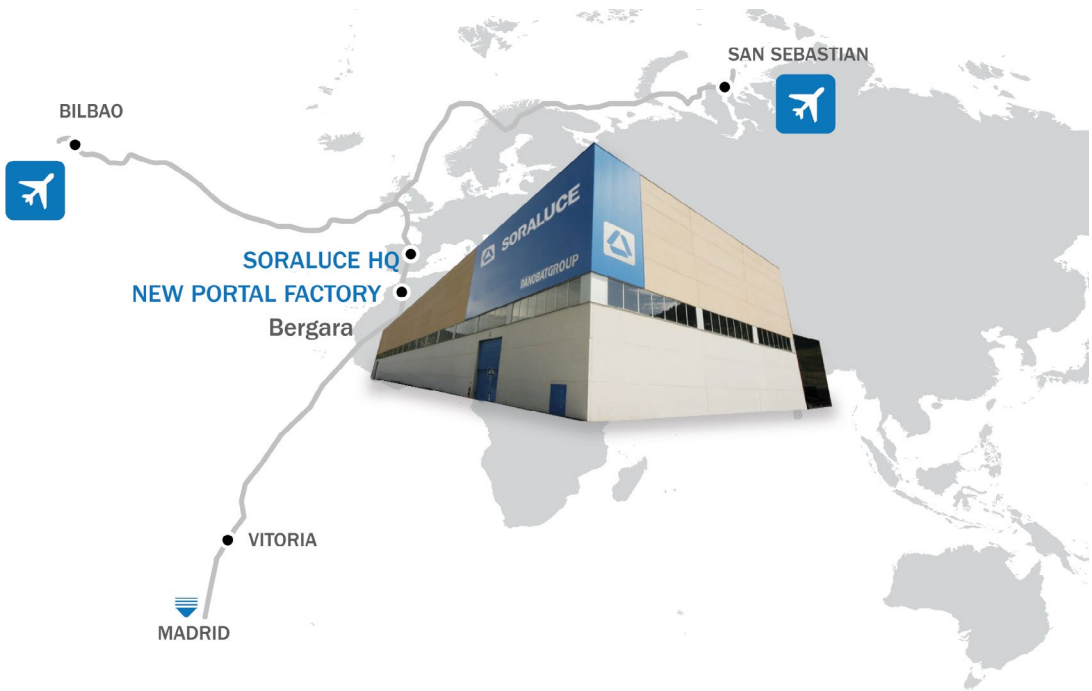 SAN SEBASTIAN
BILBAO
SORALUCE HQ
NEW PORTAL FACTORY
Bergara
SORALUCE
DANOBATGROUP
VITORIA
MADRID